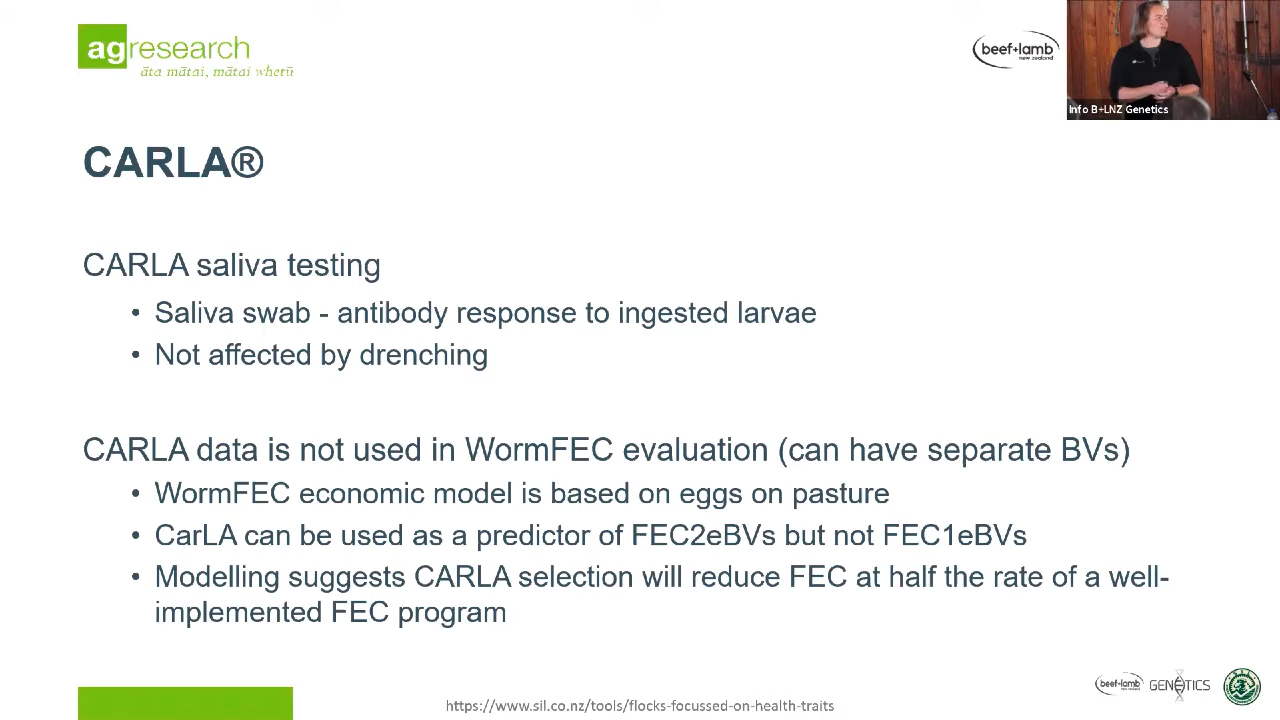 agresearch
āta mātai, mātai whetū
beef+lamb
new zealand
Info B+LNZ Genetics
CARLA®
CARLA saliva testing
• Saliva swab - antibody response to ingested larvae
• Not affected by drenching
CARLA data is not used in WormFEC evaluation (can have separate BVs)
• WormFEC economic model is based on eggs on pasture
• CarLA can be used as a predictor of FEC2eBVs but not FEC1eBVs
• Modelling suggests CARLA selection will reduce FEC at half the rate of a well-
implemented FEC program
beef+lamb
new zealand
GENETICS
https://www.sil.co.nz/tools/flocks-focussed-on-health-traits